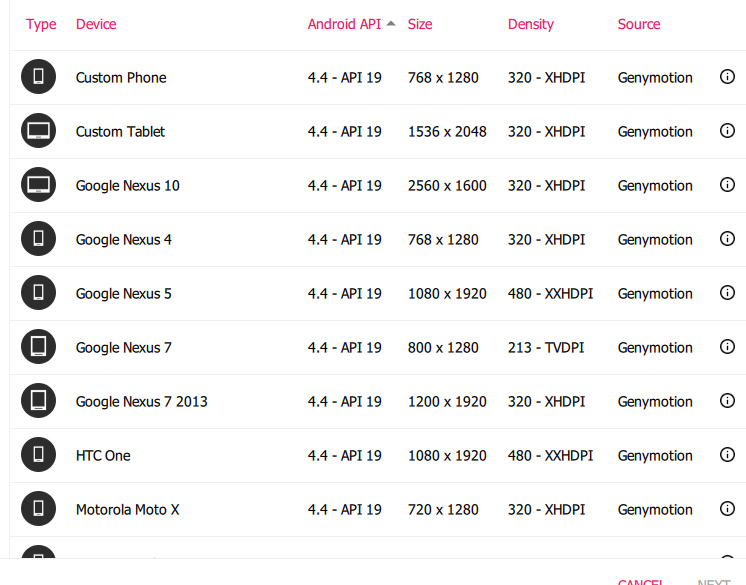 Type Device Android API Size Density Source
Custom Phone 4.4 - API 19 768 x 1280 320 - XHDPI Genymotion
Custom Tablet 4.4 - API 19 1536 x 2048 320 - XHDPI Genymotion
Google Nexus 10 4.4 - API 19 2560 x 1600 320 - XHDPI Genymotion
Google Nexus 4 4.4 - API 19 768 x 1280 320 - XHDPI Genymotion
Google Nexus 5 4.4 - API 19 1080 x 1920 480 - XXHDPI Genymotion
Google Nexus 7 4.4 - API 19 800 x 1280 213 - TVDPI Genymotion
Google Nexus 7 2013 4.4 - API 19 1200 x 1920 320 - XHDPI Genymotion
HTC One 4.4 - API 19 1080 x 1920 480 - XXHDPI Genymotion
Motorola Moto X 4.4 - API 19 720 x 1280 320 - XHDPI Genymotion
CANCEL NEXT